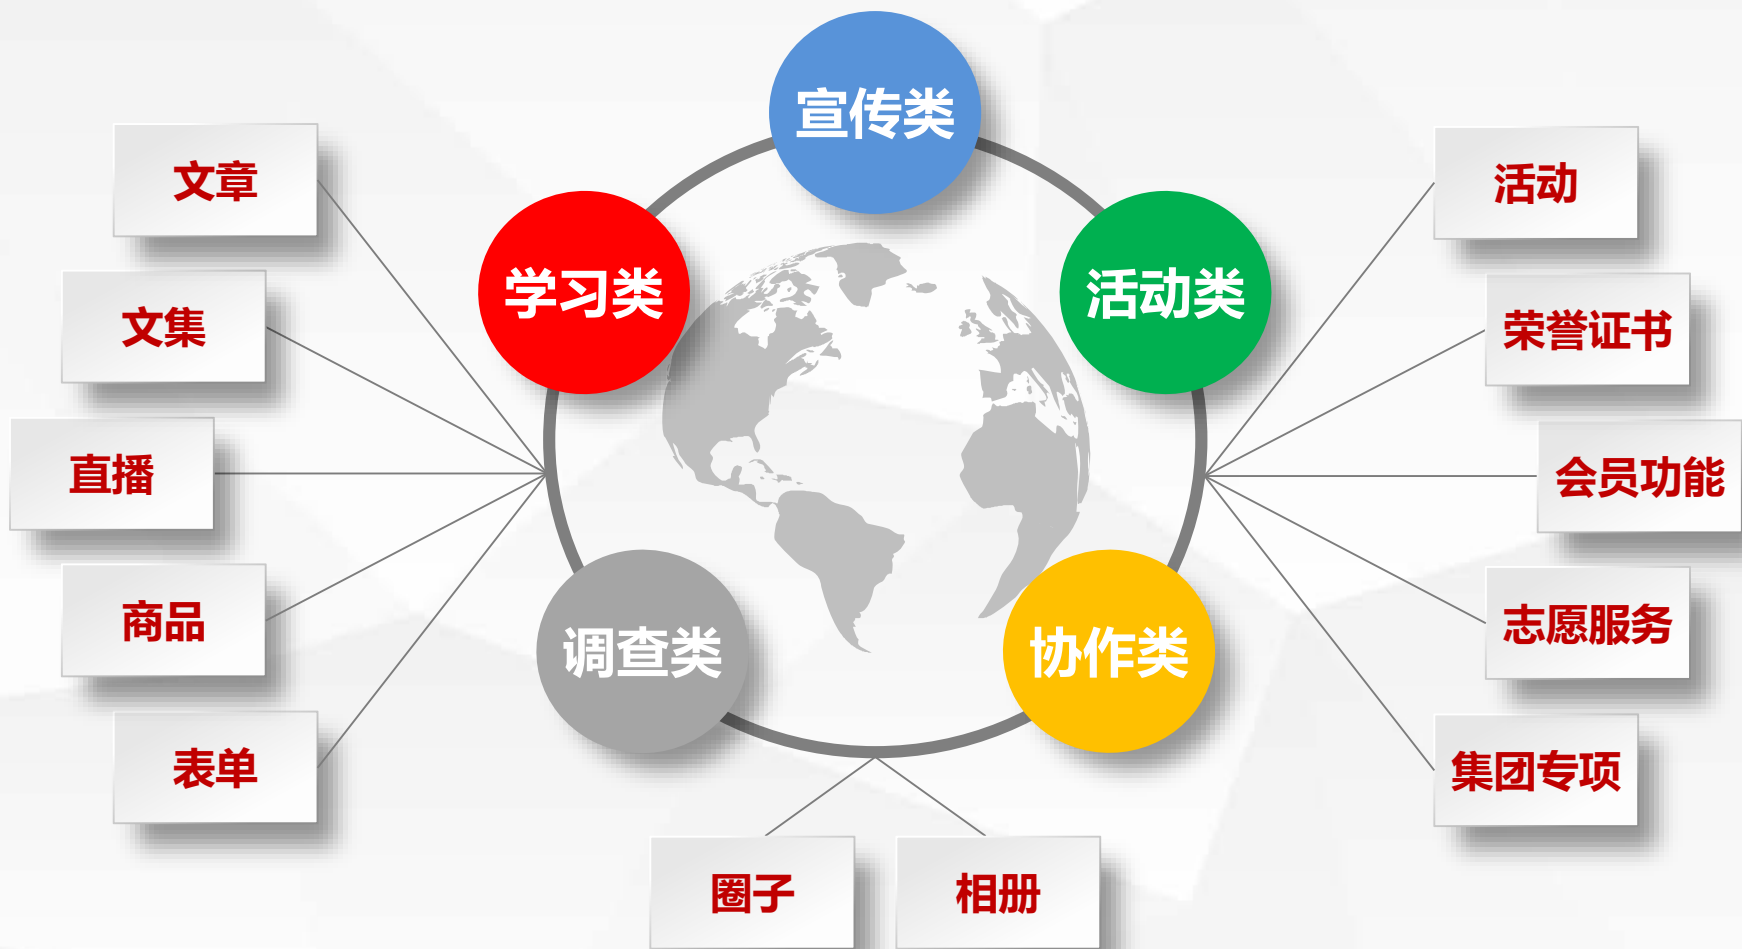 宣传类
学习类
活动类
调查类
协作类
文章
文集
直播
商品
表单
活动
荣誉证书
会员功能
志愿服务
集团专项
圈子
相册